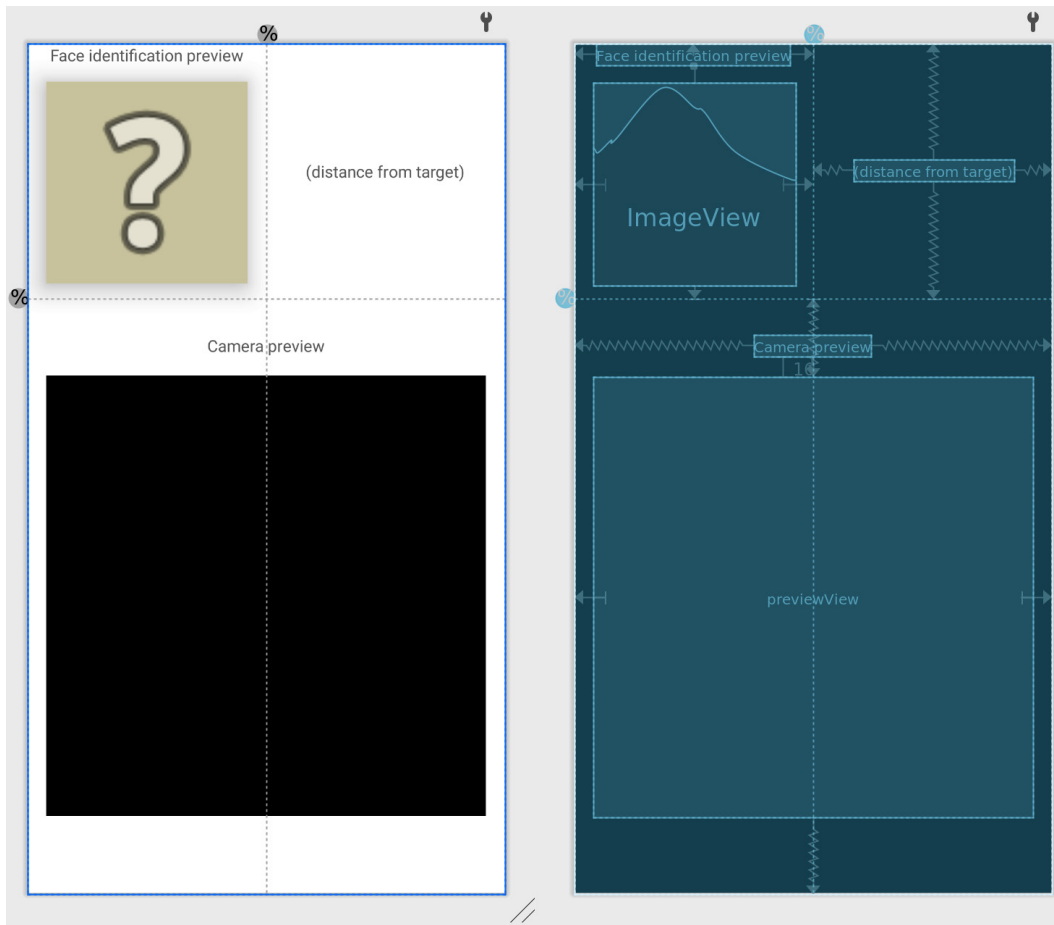 %
Face identification preview
?
(distance from target)
%
Camera preview
%
Face identification preview
ImageView
(distance from target)
%
Camera preview
16
previewView